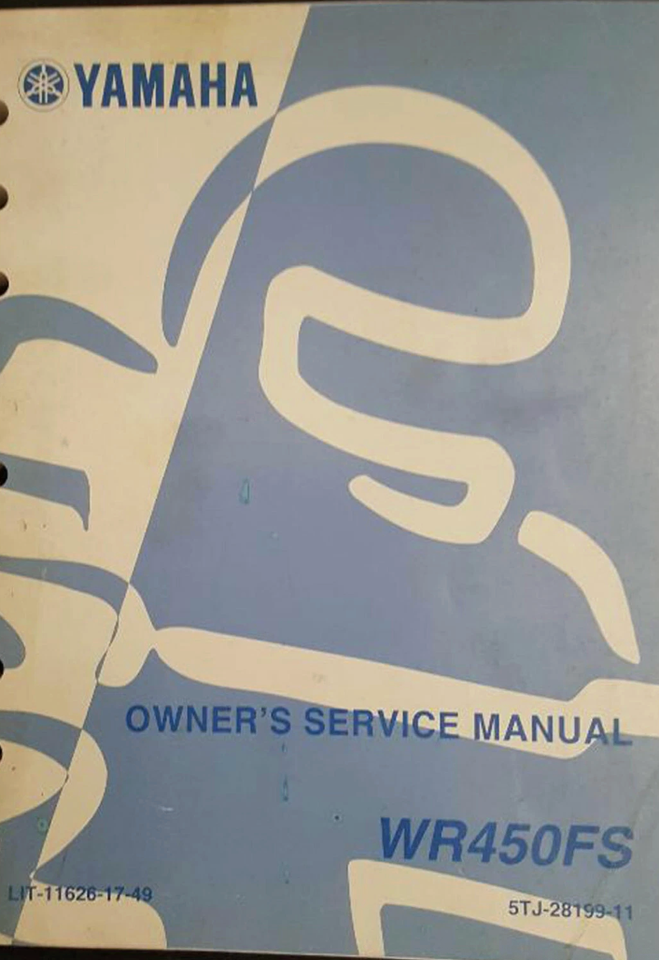 YAMAHA
OWNER'S SERVICE MANUAL
WR450FS
LIT-11626-17-49
5TJ-28199-11